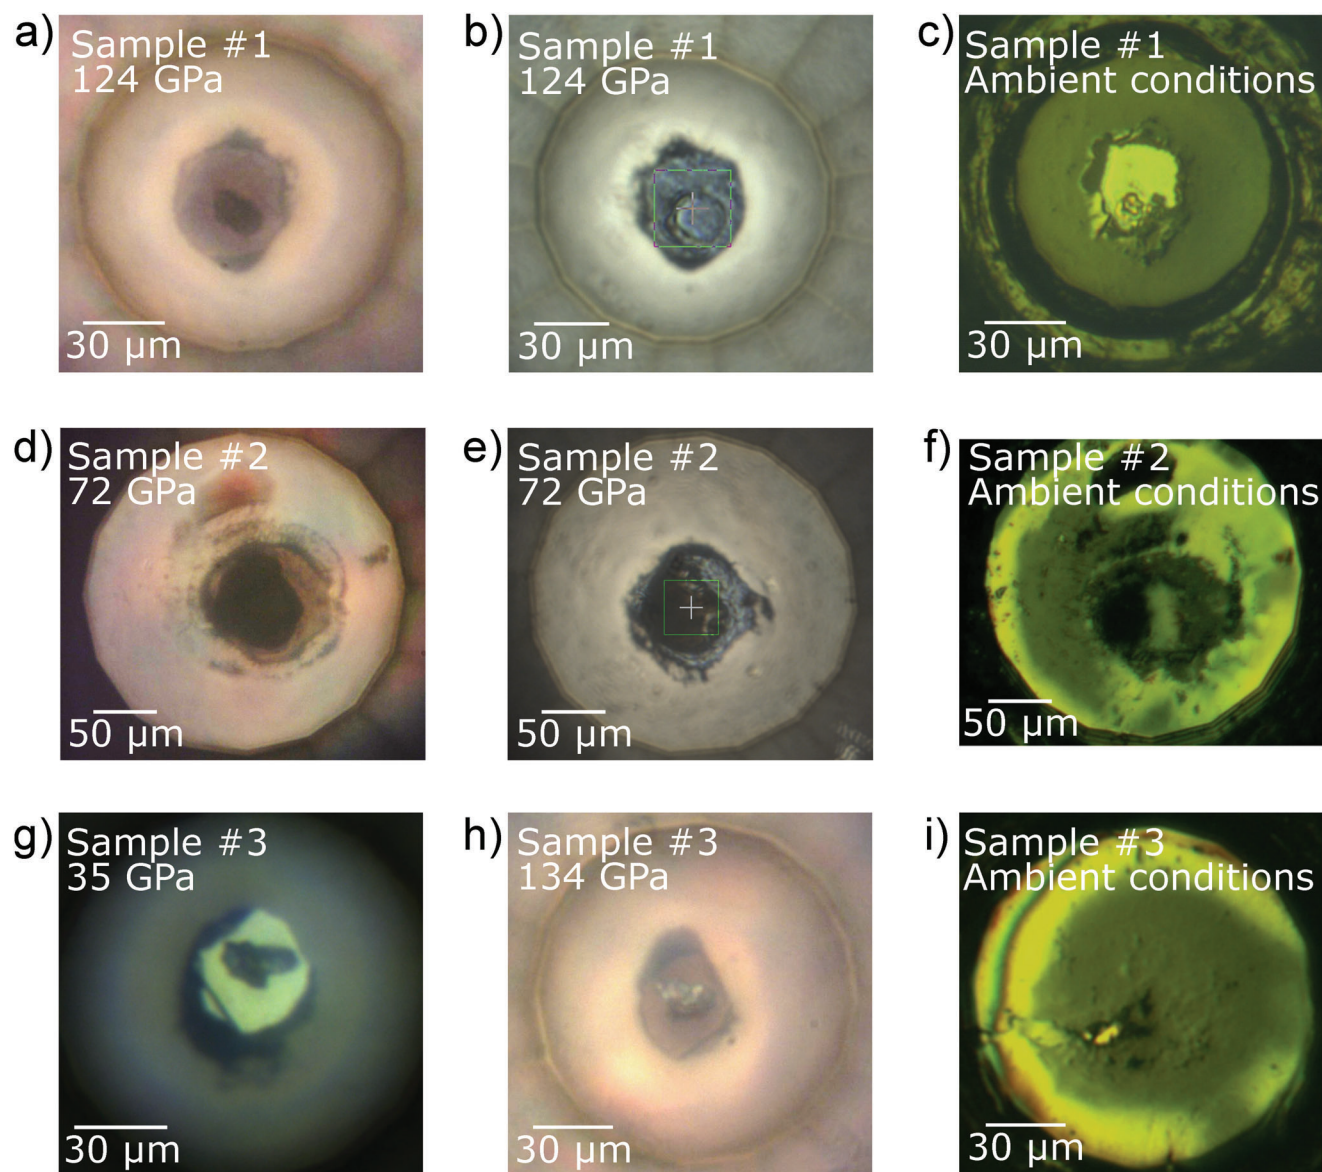 a)
Sample #1
124 GPa
30 µm
b)
Sample #1
124 GPa
30 µm
c)
Sample #1
Ambient conditions
30 µm
d)
Sample #2
72 GPa
50 µm
e)
Sample #2
72 GPa
50 µm
f)
Sample #2
Ambient conditions
50 µm
g)
Sample #3
35 GPa
30 µm
h)
Sample #3
134 GPa
30 µm
i)
Sample #3
Ambient conditions
30 µm